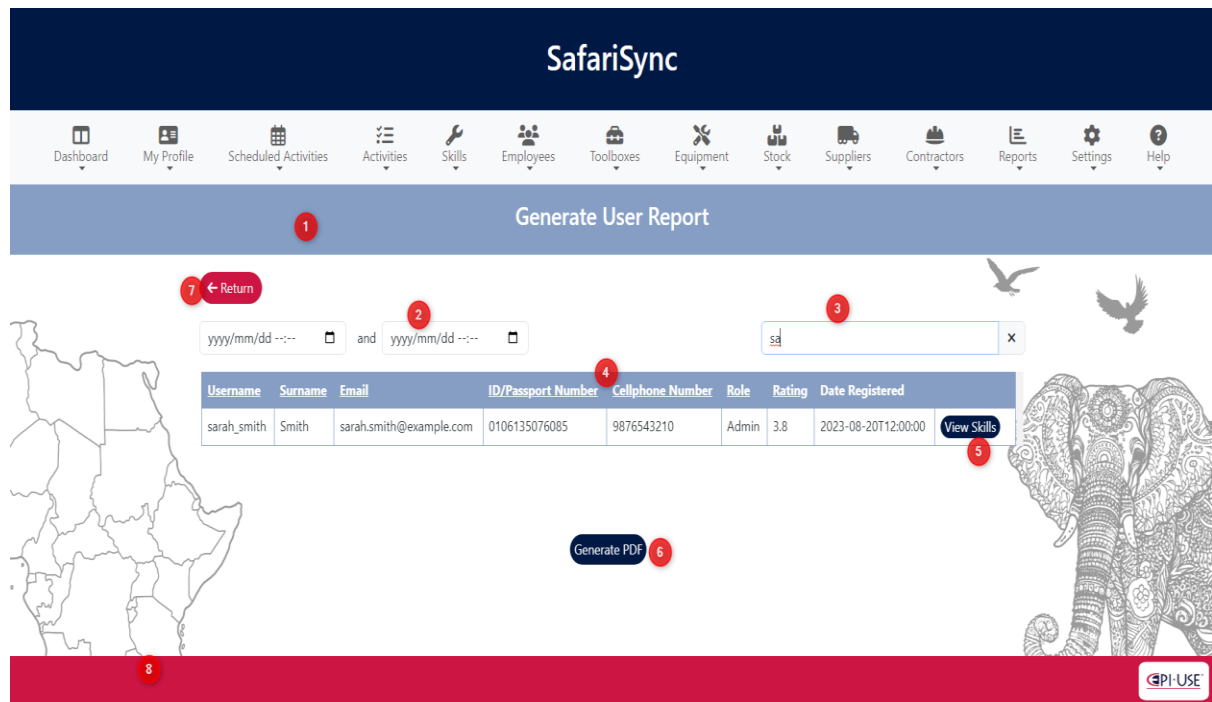 SafariSync
Dashboard My Profile Scheduled Activities Activities Skills Employees Toolboxes Equipment Stock Suppliers Contractors Reports Settings Help
Generate User Report
1
7 ← Return
2
3
yyyy/mm/dd --:-- and yyyy/mm/dd --:--
sa x
4
Username Surname Email ID/Passport Number Cellphone Number Role Rating Date Registered
sarah_smith Smith sarah.smith@example.com 0106135076085 9876543210 Admin 3.8 2023-08-20T12:00:00 View Skills
5
Generate PDF 6
8
EPI-USE